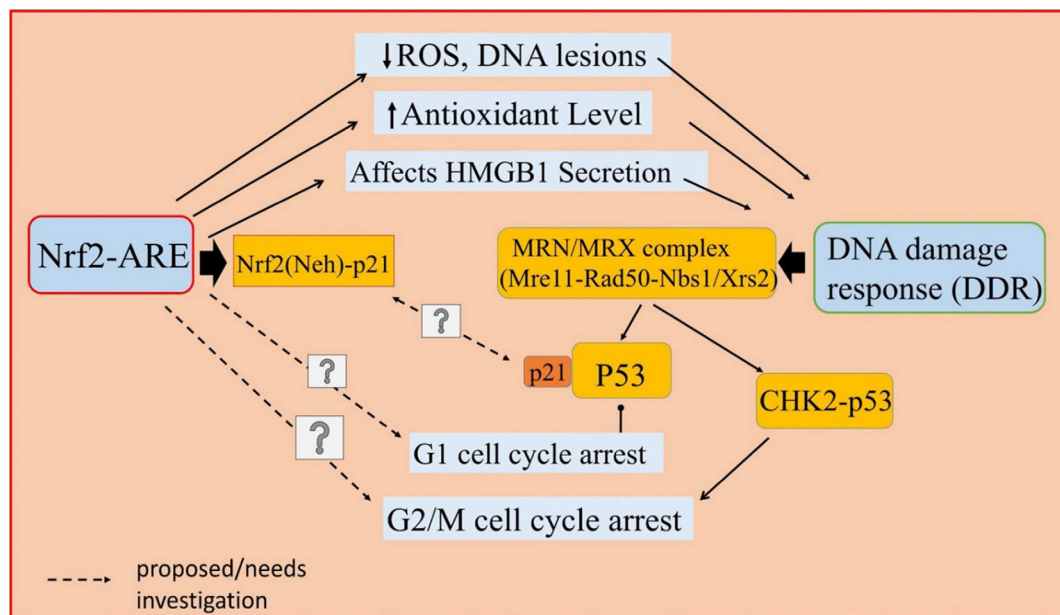 ↓ROS, DNA lesions
↑Antioxidant Level
Affects HMGB1 Secretion
Nrf2-ARE
Nrf2(Neh)-p21
MRN/MRX complex
(Mre11-Rad50-Nbs1/Xrs2)
DNA damage
response (DDR)
?
p21
P53
?
CHK2-p53
?
G1 cell cycle arrest
G2/M cell cycle arrest
proposed/needs
investigation